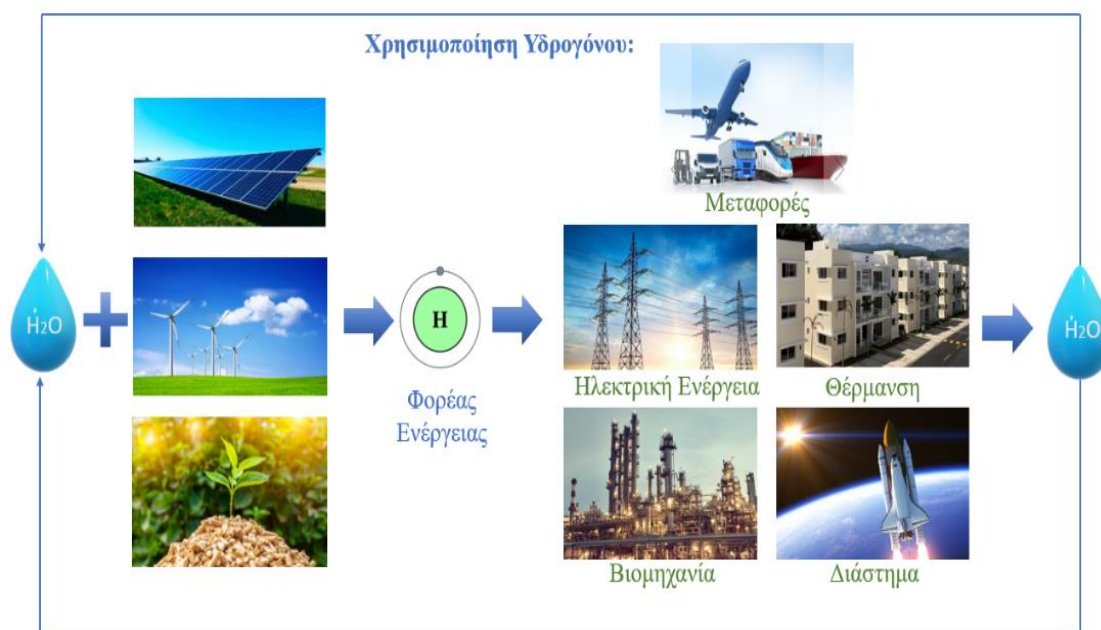 Χρησιμοποίηση Υδρογόνου:
Μεταφορές
H2O
H
H2O
Ηλεκτρική Ενέργεια
Θέρμανση
Φορέας
Ενέργειας
Βιομηχανία
Διάστημα